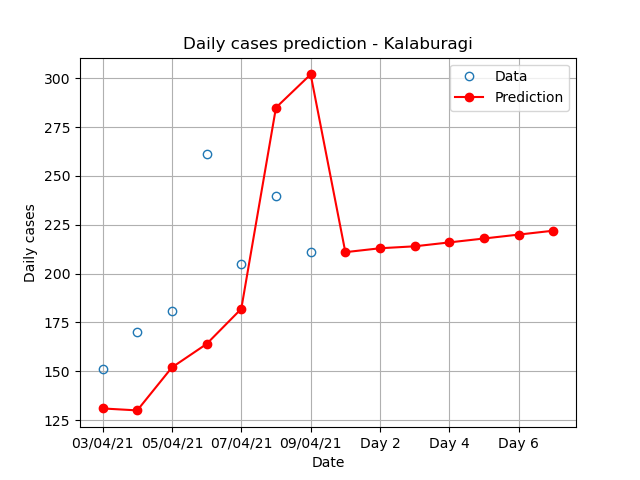 Daily cases prediction - Kalaburagi
Data
Prediction
300
275
250
225
200
175
150
125
Daily cases
03/04/21 05/04/21 07/04/21 09/04/21 Day 2 Day 4 Day 6
Date